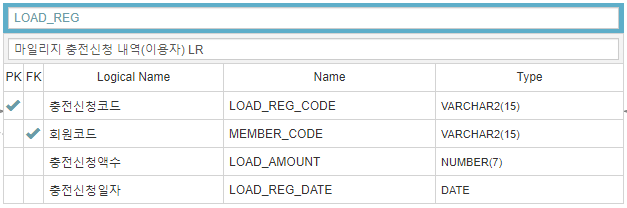 LOAD_REG
마일리지 충전신청 내역(이용자) LR
PK FK Logical Name Name Type
충전신청코드 LOAD_REG_CODE VARCHAR2(15)
회원코드 MEMBER_CODE VARCHAR2(15)
충전신청액수 LOAD_AMOUNT NUMBER(7)
충전신청일자 LOAD_REG_DATE DATE